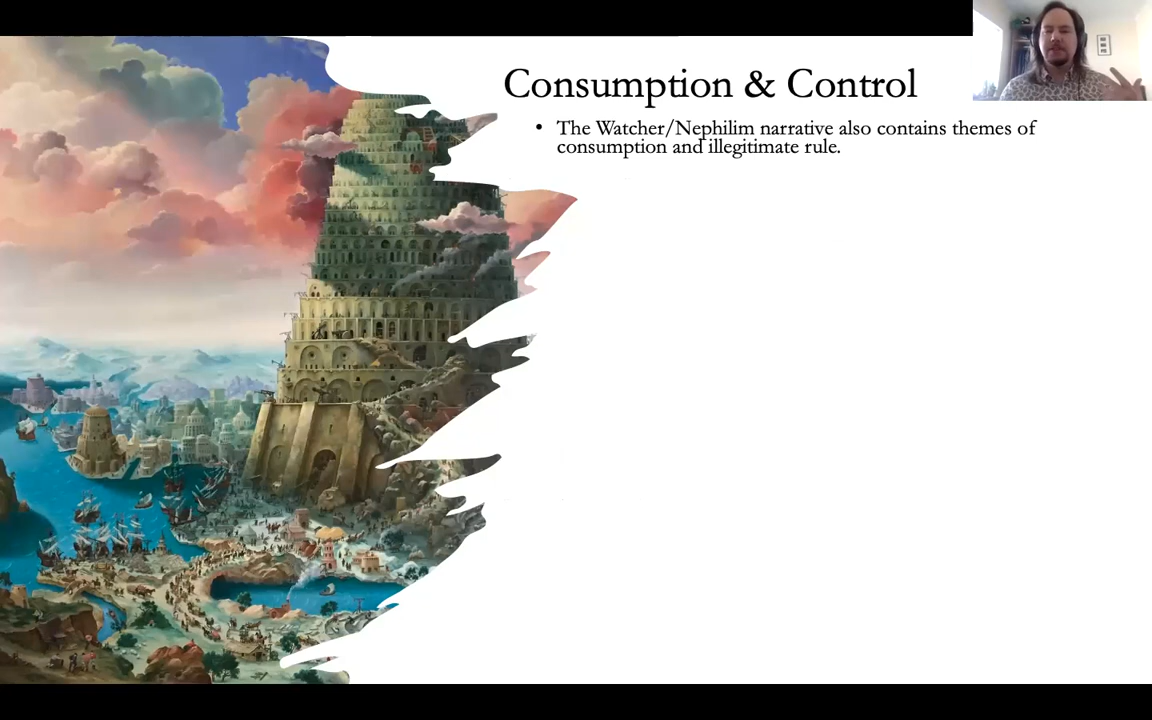 Consumption & Control
• The Watcher/Nephilim narrative also contains themes of
consumption and illegitimate rule.